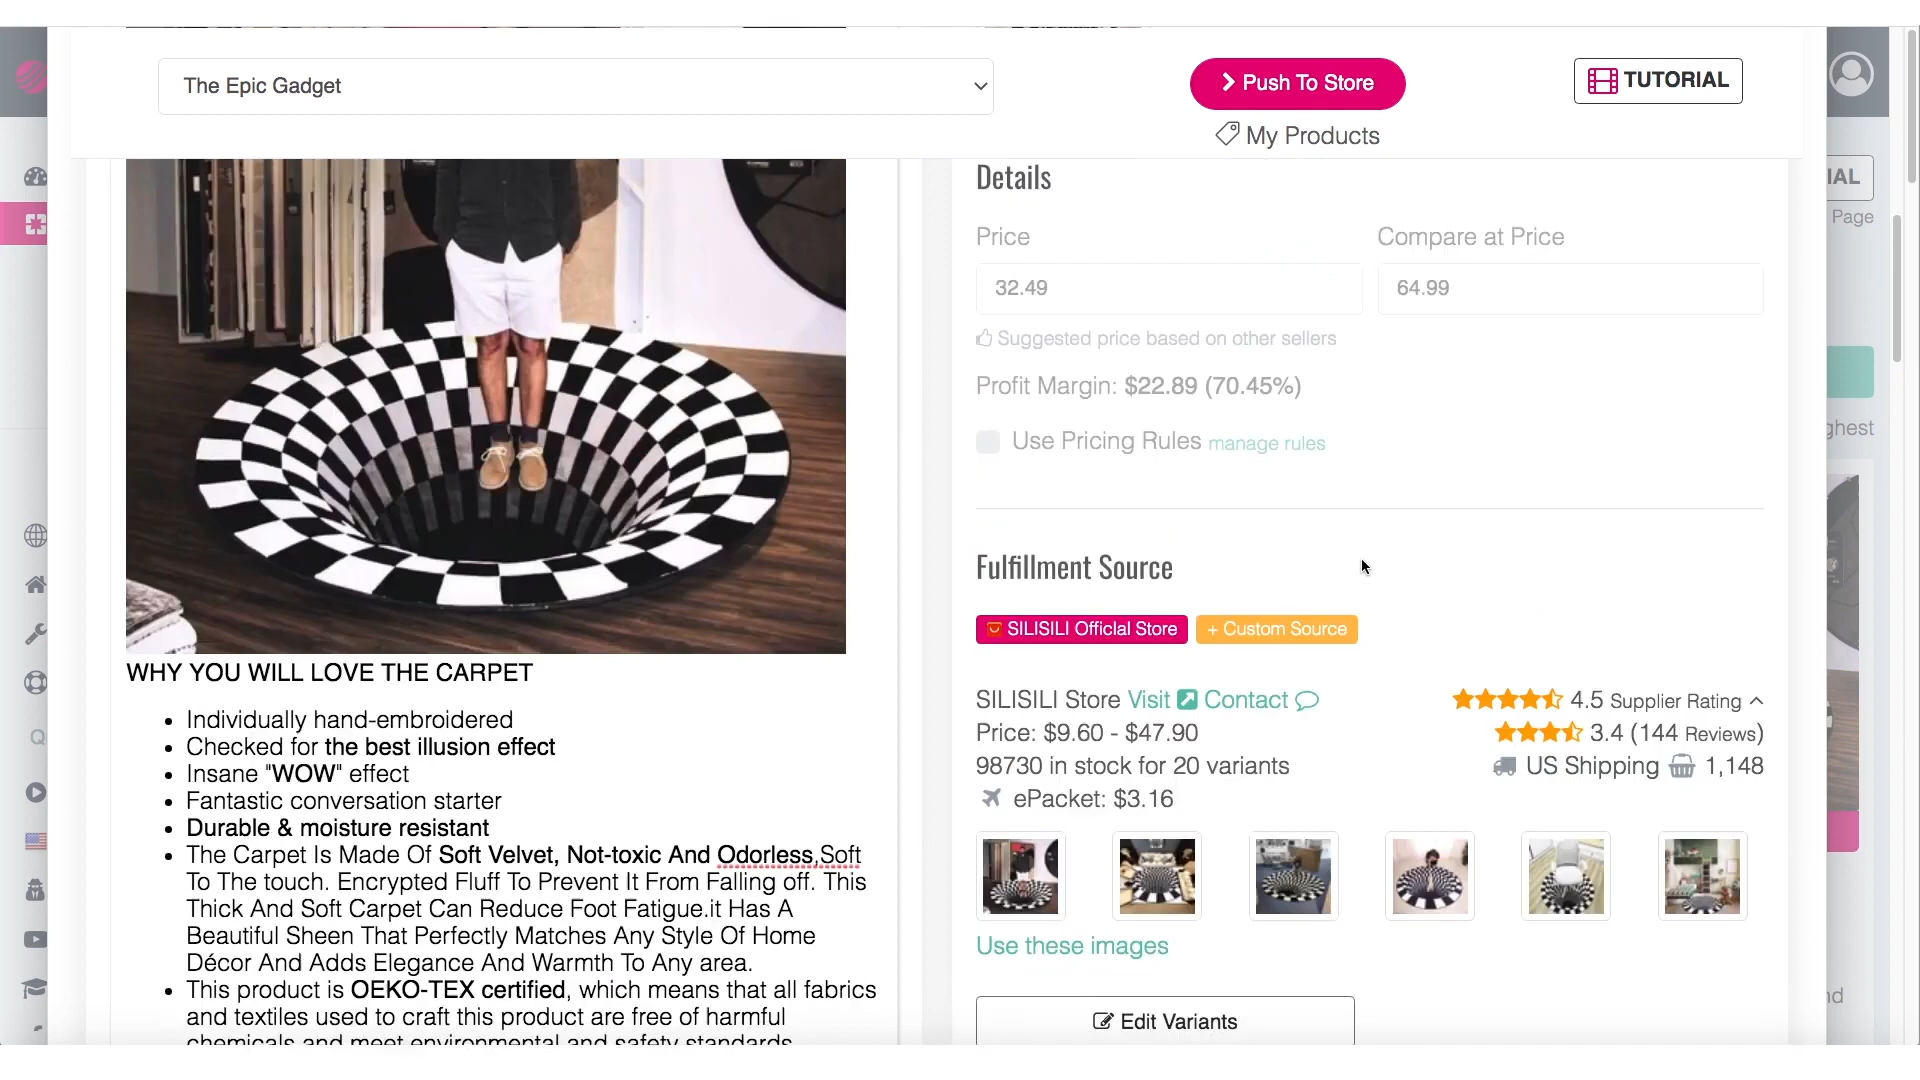 The Epic Gadget
Push To Store
TUTORIAL
My Products
IAL
Page
Details
Price
Compare at Price
32.49
64.99
Suggested price based on other sellers
Profit Margin: $22.89 (70.45%)
Use Pricing Rules manage rules
ghest
Fulfillment Source
SILISILI Official Store
+ Custom Source
SILISILI Store Visit Contact
4.5 Supplier Rating
Price: $9.60 - $47.90
3.4 (144 Reviews)
98730 in stock for 20 variants
US Shipping 1,148
ePacket: $3.16
Use these images
Edit Variants
nd
WHY YOU WILL LOVE THE CARPET
Individually hand-embroidered
Checked for the best illusion effect
Insane "WOW" effect
Fantastic conversation starter
Durable & moisture resistant
The Carpet Is Made Of Soft Velvet, Not-toxic And Odorless,Soft
To The touch. Encrypted Fluff To Prevent It From Falling off. This
Thick And Soft Carpet Can Reduce Foot Fatigue.it Has A
Beautiful Sheen That Perfectly Matches Any Style Of Home
Décor And Adds Elegance And Warmth To Any area.
This product is OEKO-TEX certified, which means that all fabrics
and textiles used to craft this product are free of harmful
chemicals and meet environmental and safety standards